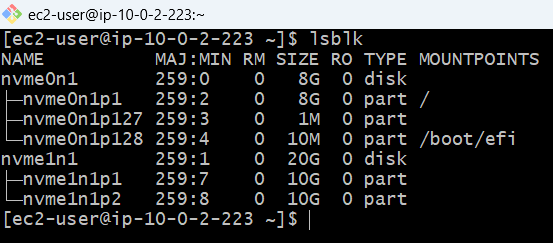 ec2-user@ip-10-0-2-223:~
[ec2-user@ip-10-0-2-223 ~]$ lsblk
NAME          MAJ:MIN RM  SIZE RO TYPE MOUNTPOINTS
nvme0n1       259:0    0    8G  0 disk
├─nvme0n1p1   259:2    0    8G  0 part /
├─nvme0n1p127 259:3    0    1M  0 part
└─nvme0n1p128 259:4    0   10M  0 part /boot/efi
nvme1n1       259:1    0   20G  0 disk
├─nvme1n1p1   259:7    0   10G  0 part
└─nvme1n1p2   259:8    0   10G  0 part
[ec2-user@ip-10-0-2-223 ~]$